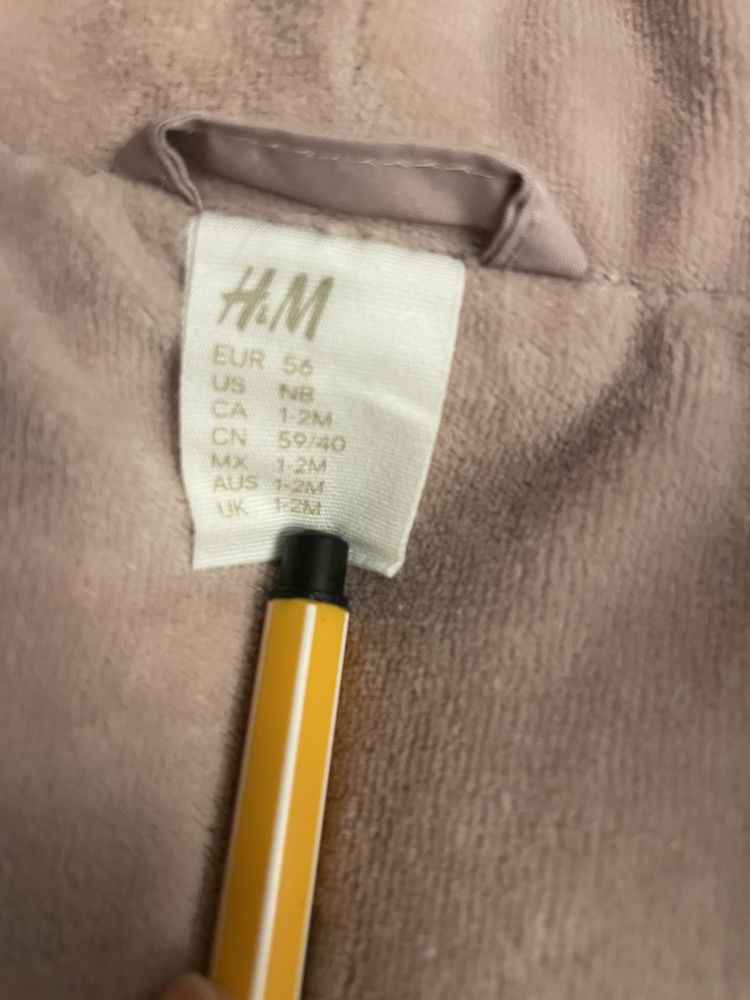 H&M
EUR 56
US NB
CA 1-2M
CN 59/40
MX 1-2M
AUS 1-2M
UK 1-2M